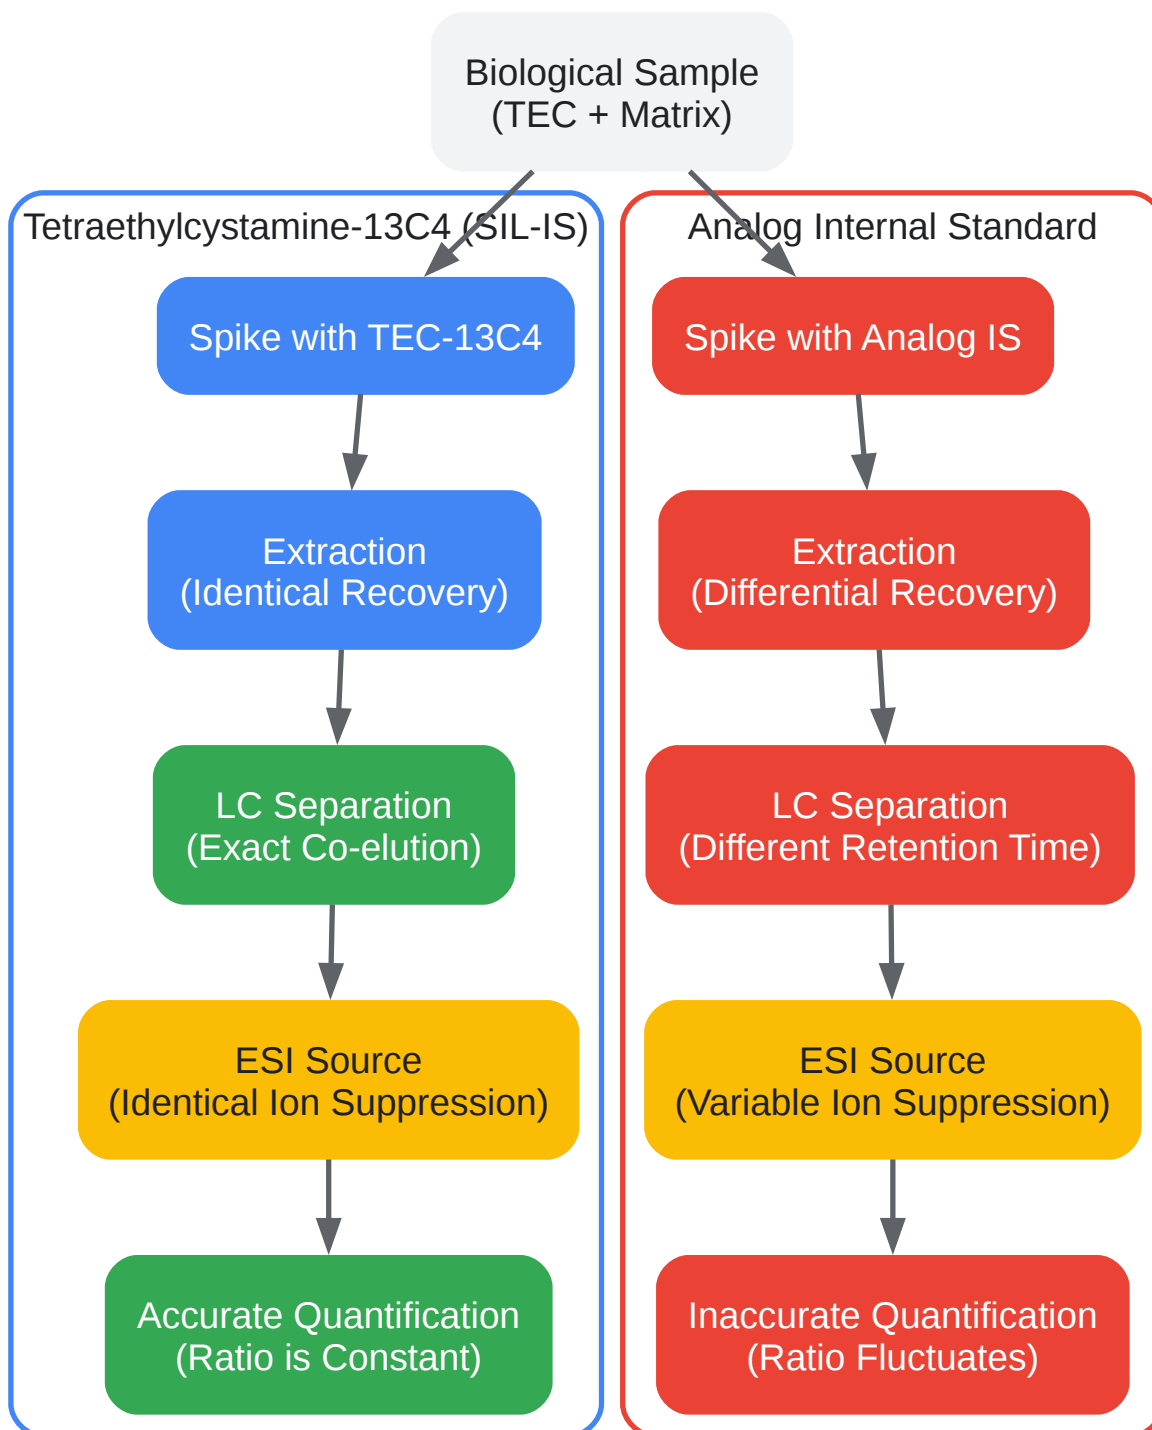 Biological Sample
(TEC + Matrix)
Tetraethylcystamine-13C4 (SIL-IS)
Spike with TEC-13C4
Extraction
(Identical Recovery)
LC Separation
(Exact Co-elution)
ESI Source
(Identical Ion Suppression)
Accurate Quantification
(Ratio is Constant)
Analog Internal Standard
Spike with Analog IS
Extraction
(Differential Recovery)
LC Separation
(Different Retention Time)
ESI Source
(Variable Ion Suppression)
Inaccurate Quantification
(Ratio Fluctuates)